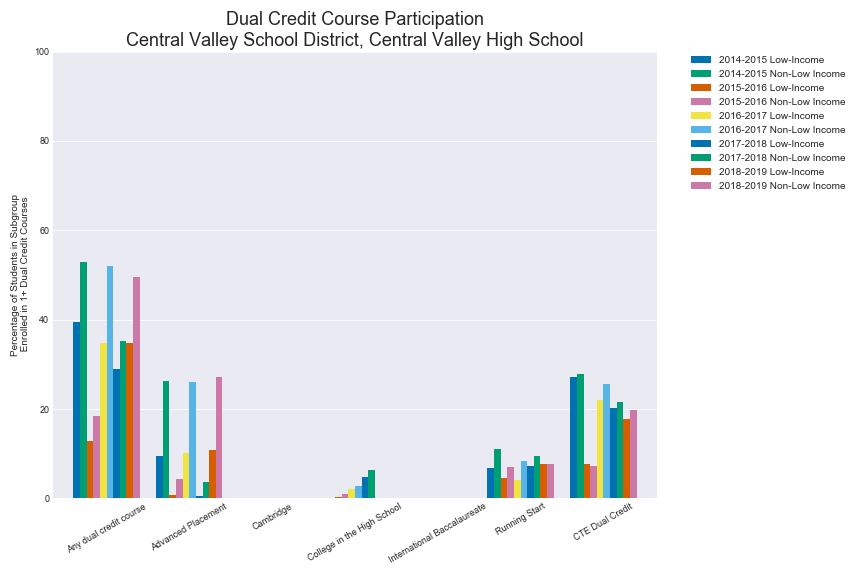 Dual Credit Course Participation
Central Valley School District, Central Valley High School
Percentage of Students in Subgroup
Enrolled in 1+ Dual Credit Courses
100
80
60
40
20
0
Any dual credit course
Advanced Placement
Cambridge
College in the High School
International Baccalaureate
Running Start
CTE Dual Credit
2014-2015 Low-Income
2014-2015 Non-Low Income
2015-2016 Low-Income
2015-2016 Non-Low Income
2016-2017 Low-Income
2016-2017 Non-Low Income
2017-2018 Low-Income
2017-2018 Non-Low Income
2018-2019 Low-Income
2018-2019 Non-Low Income